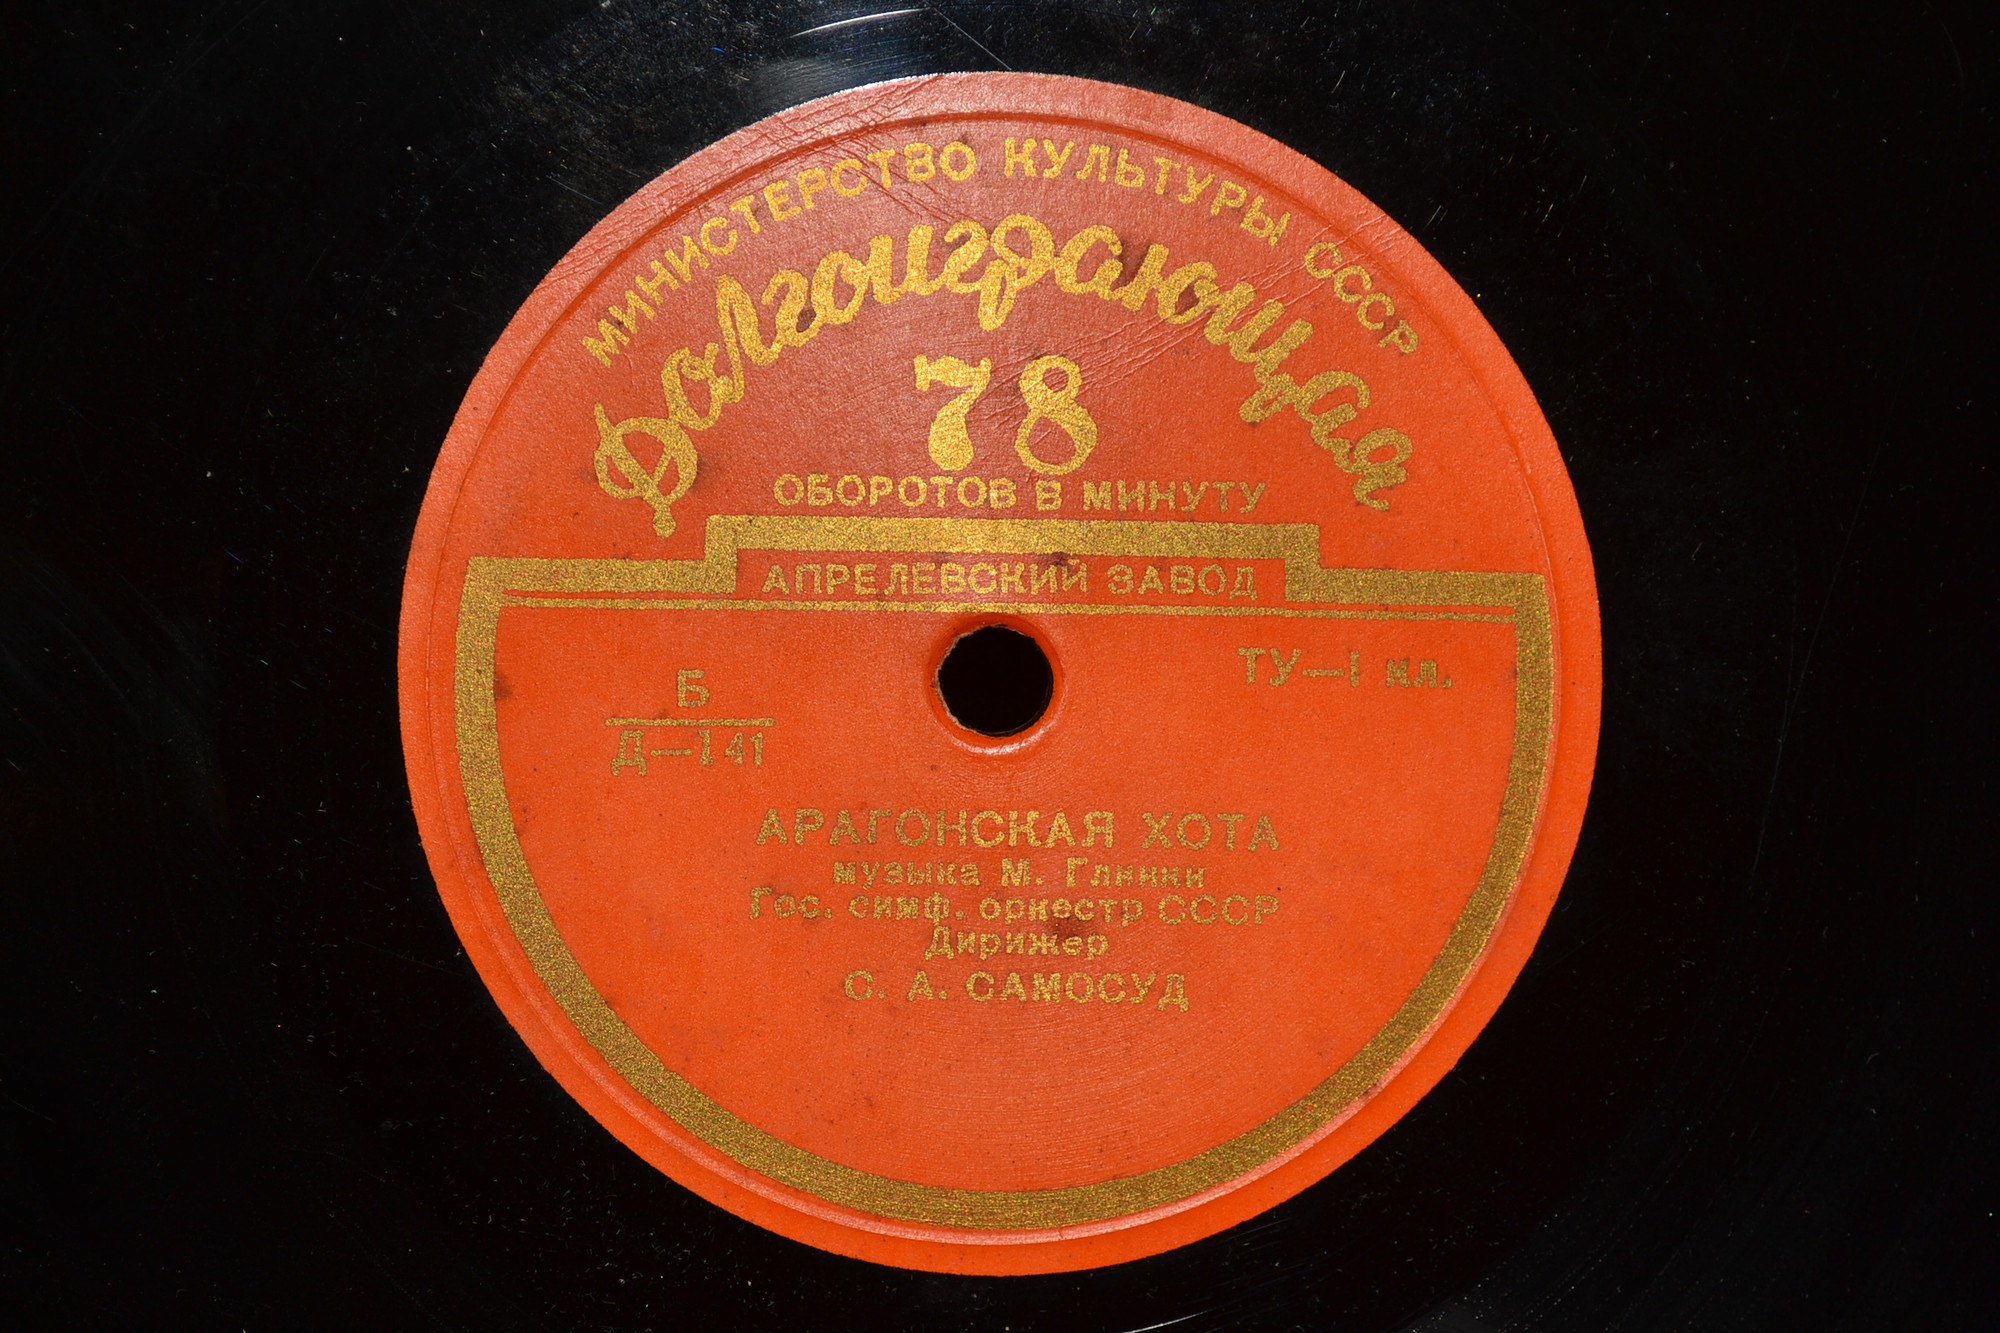 МИНИСТЕРСТВО КУЛЬТУРЫ СССР
Долгоиграющая
78
ОБОРОТОВ В МИНУТУ
АПРЕЛЕВСКИЙ ЗАВОД
ТУ—1 кл.
Б
Д—141
АРАГОНСКАЯ ХОТА
музыка М. Глинки
Гос. симф. оркестр СССР
Дирижер
С. А. САМОСУД